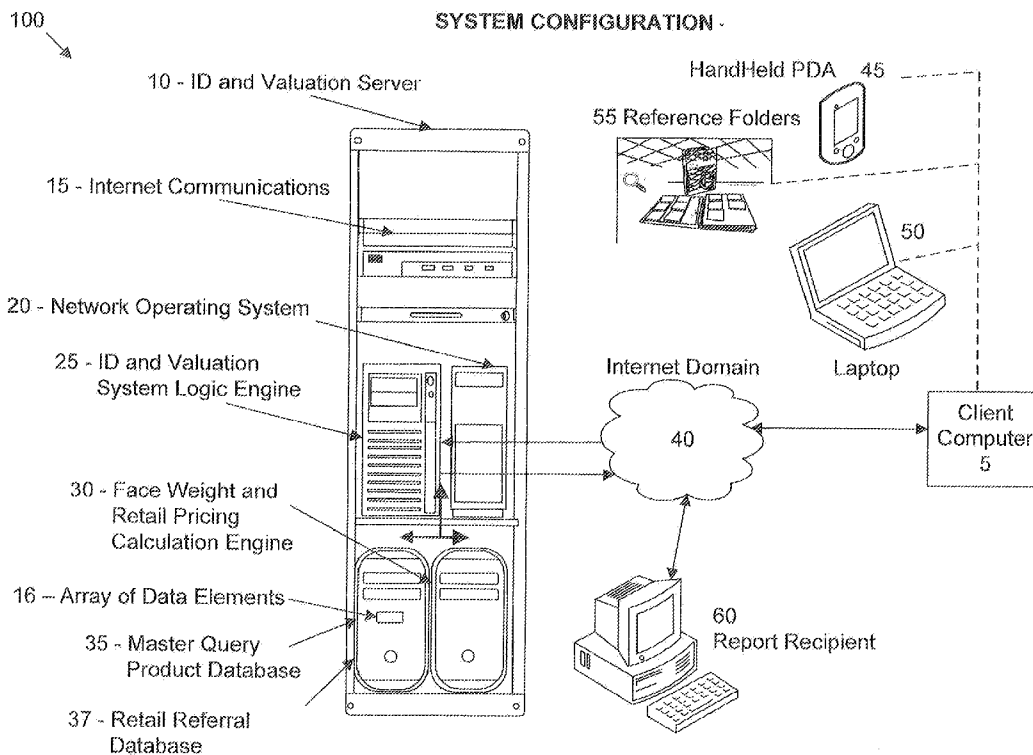 100
SYSTEM CONFIGURATION -
10 - ID and Valuation Server
HandHeld PDA 45
55 Reference Folders
15 - Internet Communications
50
20 - Network Operating System
25 - ID and Valuation
System Logic Engine
Internet Domain
Laptop
40
Client
Computer
5
30 - Face Weight and
Retail Pricing
Calculation Engine
16 – Array of Data Elements
60
Report Recipient
35 - Master Query
Product Database
37 - Retail Referral
Database